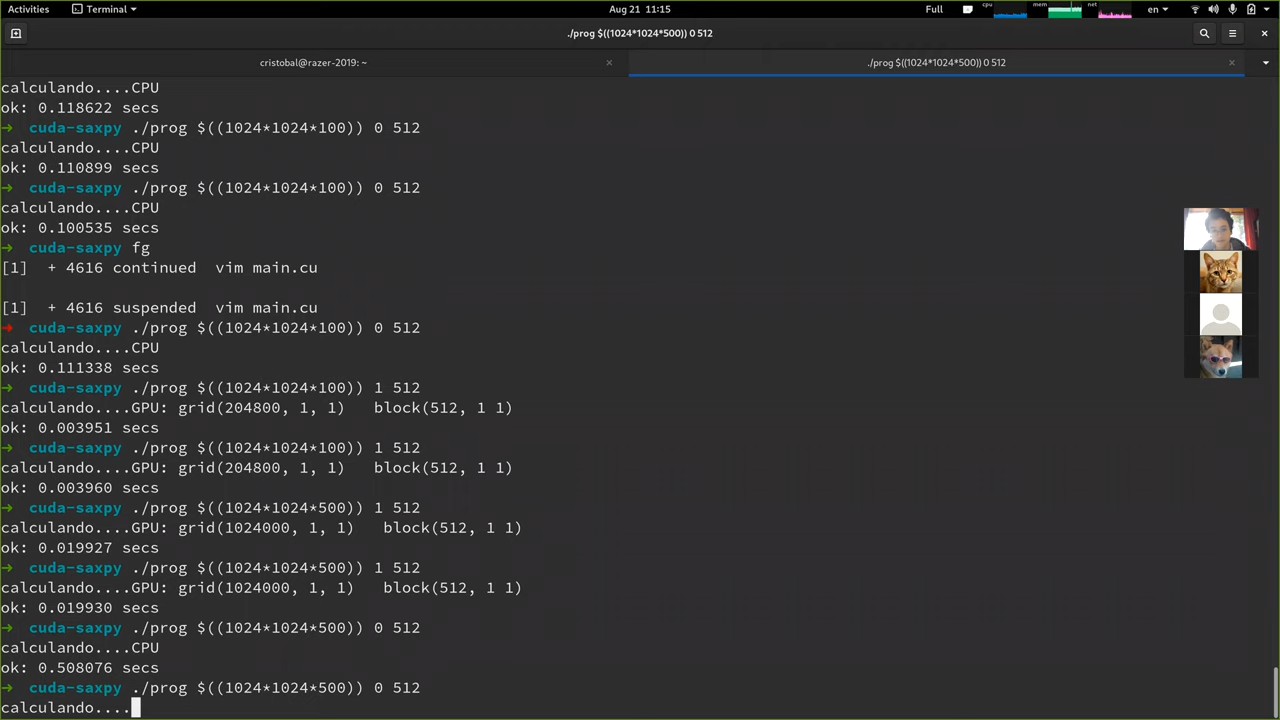 Activities Terminal Aug 21 11:15 Full cpu mem net en
./prog $((1024*1024*500)) 0 512
cristobal@razer-2019: ~ ./prog $((1024*1024*500)) 0 512
calculando....CPU
ok: 0.118622 secs
→ cuda-saxpy ./prog $((1024*1024*100)) 0 512
calculando....CPU
ok: 0.110899 secs
→ cuda-saxpy ./prog $((1024*1024*100)) 0 512
calculando....CPU
ok: 0.100535 secs
→ cuda-saxpy fg
[1]  + 4616 continued  vim main.cu
[1]  + 4616 suspended  vim main.cu
→ cuda-saxpy ./prog $((1024*1024*100)) 0 512
calculando....CPU
ok: 0.111338 secs
→ cuda-saxpy ./prog $((1024*1024*100)) 1 512
calculando....GPU: grid(204800, 1, 1)   block(512, 1 1)
ok: 0.003951 secs
→ cuda-saxpy ./prog $((1024*1024*100)) 1 512
calculando....GPU: grid(204800, 1, 1)   block(512, 1 1)
ok: 0.003960 secs
→ cuda-saxpy ./prog $((1024*1024*500)) 1 512
calculando....GPU: grid(1024000, 1, 1)   block(512, 1 1)
ok: 0.019927 secs
→ cuda-saxpy ./prog $((1024*1024*500)) 1 512
calculando....GPU: grid(1024000, 1, 1)   block(512, 1 1)
ok: 0.019930 secs
→ cuda-saxpy ./prog $((1024*1024*500)) 0 512
calculando....CPU
ok: 0.508076 secs
→ cuda-saxpy ./prog $((1024*1024*500)) 0 512
calculando....